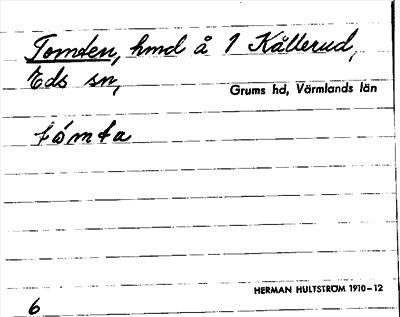 Tomten, hmd å 1 Kållerud,
Eds sn,
Grums hd, Värmlands län
tómta
HERMAN HULTSTRÖM 1910–12
6